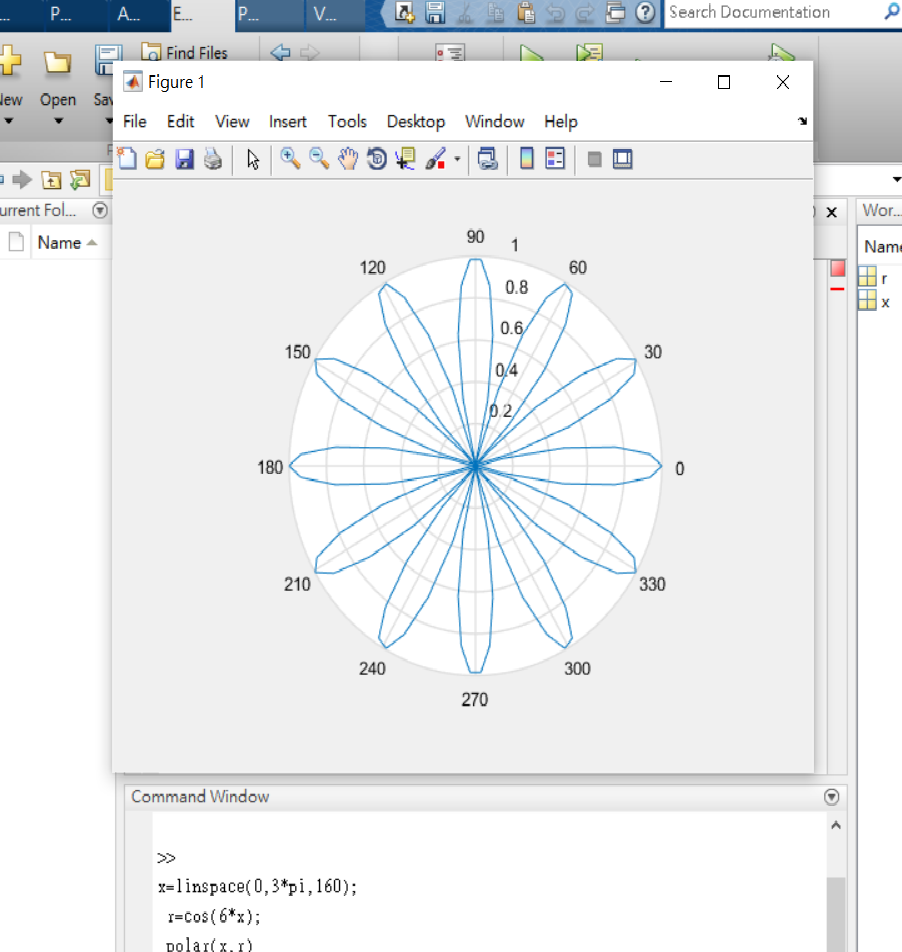 P...
A...
E...
P...
V...
Search Documentation
Find Files
New
Open
Sav
Figure 1
File Edit View Insert Tools Desktop Window Help
urrent Fol...
Name
Wor...
Name
r
x
90
1
120
60
0.8
0.6
150
30
0.4
0.2
180
0
210
330
240
300
270
Command Window
>>
x=linspace(0,3*pi,160);
r=cos(6*x);
polar(x,r)